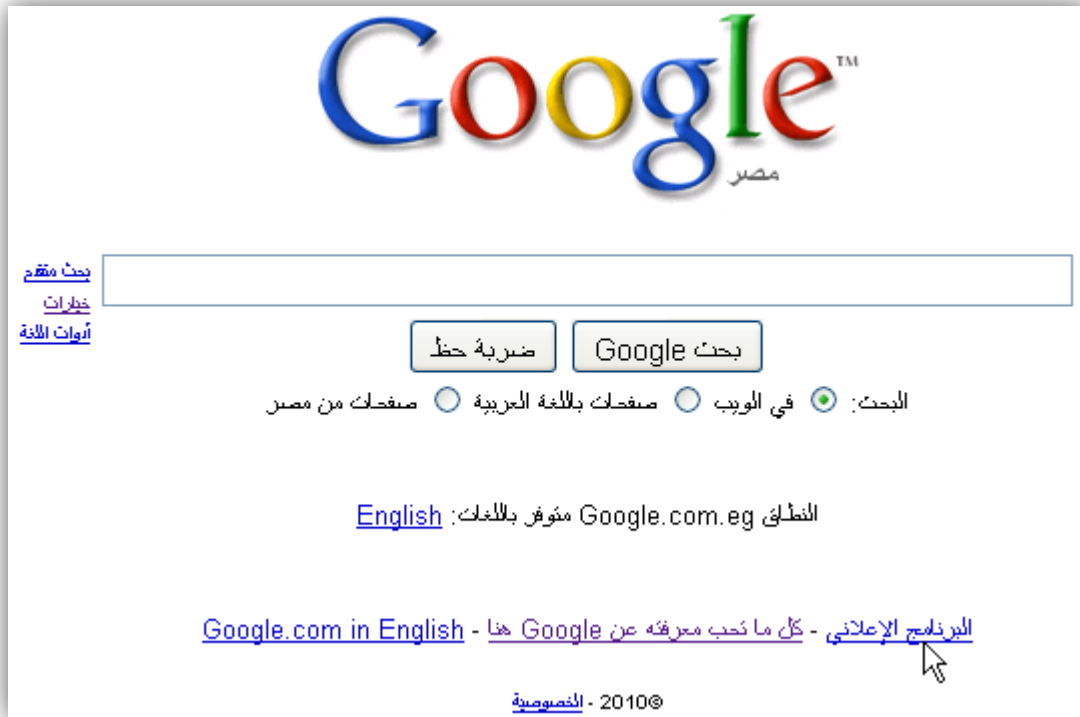 Google™
مصر
بحث متقدم
خيارات
أدوات اللغة
بحث Google
ضربة حظ
البحث: في الويب صفحات باللغة العربية صفحات من مصر
النطاق Google.com.eg متوفر باللغات: English
البرنامج الإعلاني - كل ما تحب معرفته عن Google هنا - Google.com in English
©2010 - الخصوصية